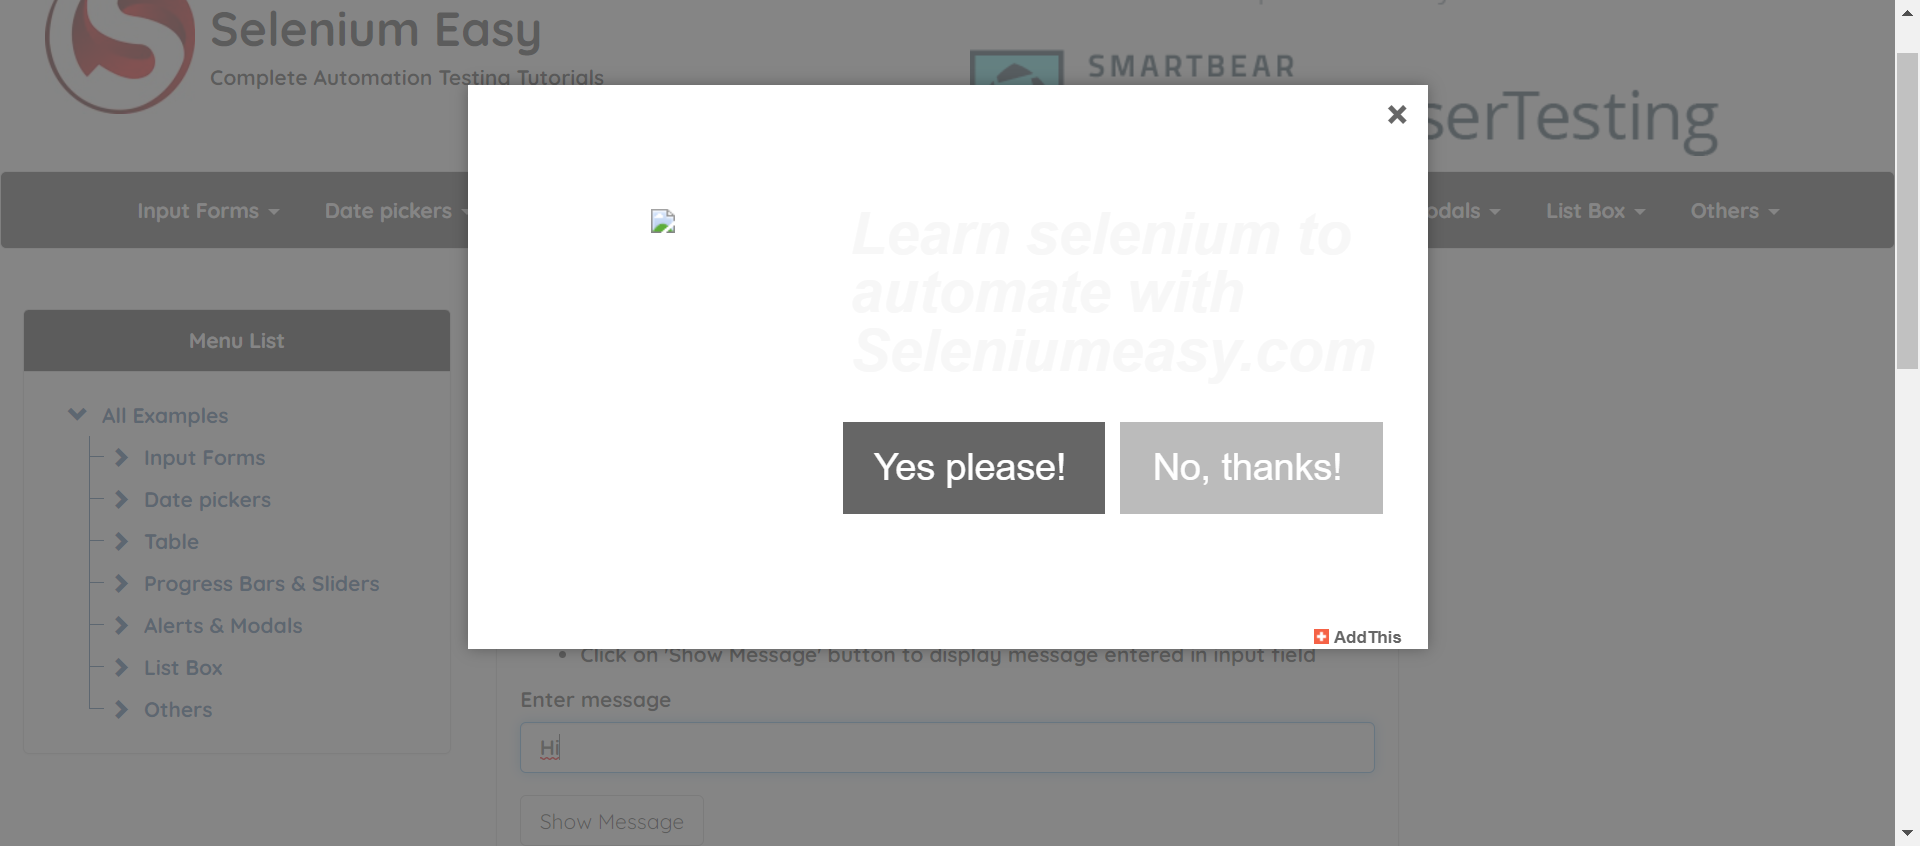 Selenium Easy
Complete Automation Testing Tutorials
SMARTBEAR
serTesting
Input Forms
Date pickers
odals
List Box
Others
Menu List
All Examples
Input Forms
Date pickers
Table
Progress Bars & Sliders
Alerts & Modals
List Box
Others
Learn selenium to
automate with
Seleniumeasy.com
Yes please!
No, thanks!
AddThis
Click on 'Show Message' button to display message entered in input field
Enter message
Hi
Show Message